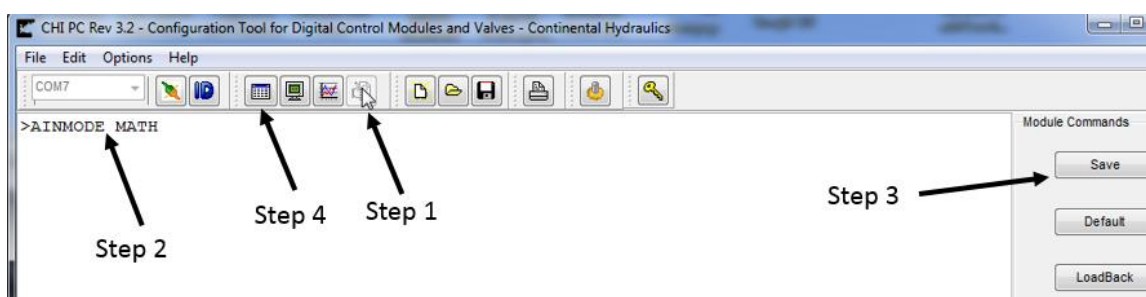 CHI PC Rev 3.2 - Configuration Tool for Digital Control Modules and Valves - Continental Hydraulics
File Edit Options Help
COM7
ID
>AINMODE MATH
Module Commands
Save
Default
LoadBack
Step 1
Step 2
Step 3
Step 4